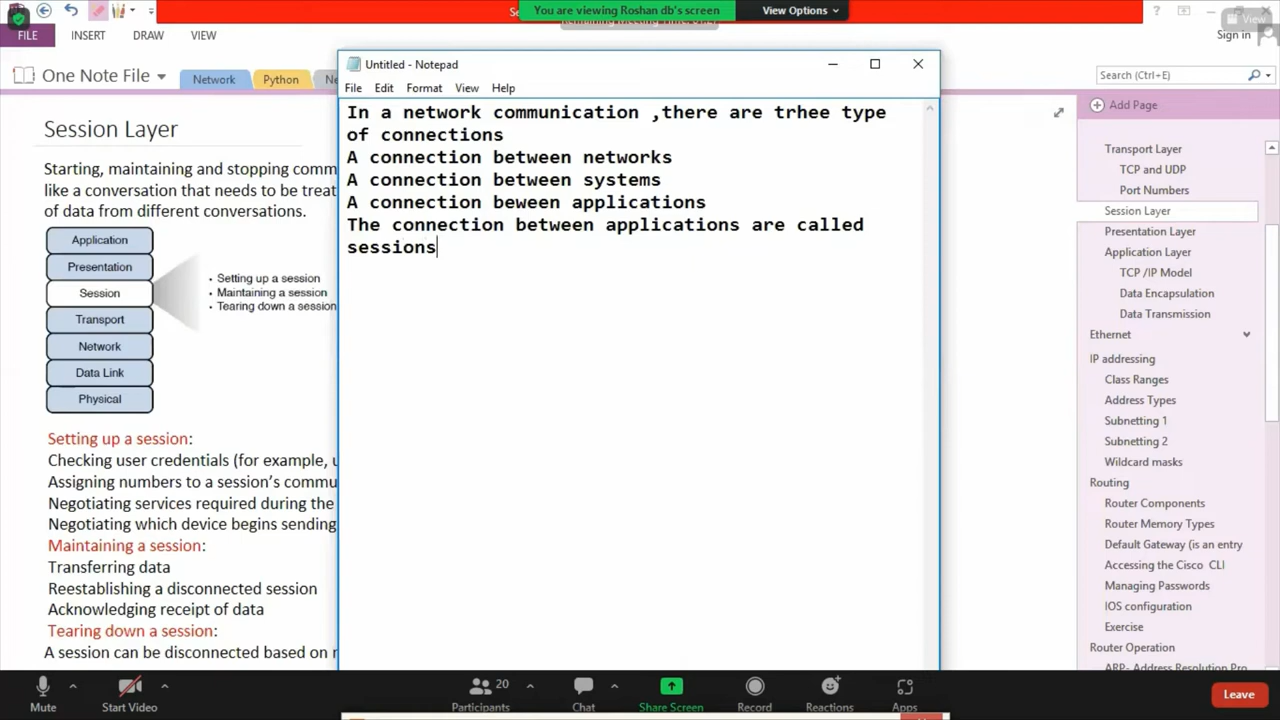 You are viewing Roshan db's screen
View Options
View
FILE
INSERT
DRAW
VIEW
Sign in
One Note File
Network
Python
Search (Ctrl+E)
Untitled - Notepad
File Edit Format View Help
In a network communication ,there are trhee type
of connections
A connection between networks
A connection between systems
A connection beween applications
The connection between applications are called
sessions
Session Layer
Starting, maintaining and stopping
like a conversation that needs to be
of data from different conversations.
Application
Presentation
Session
Transport
Network
Data Link
Physical
• Setting up a session
• Maintaining a session
• Tearing down a session
Setting up a session:
Checking user credentials (for example,
Assigning numbers to a session's
Negotiating services required during the
Negotiating which device begins sending
Maintaining a session:
Transferring data
Reestablishing a disconnected session
Acknowledging receipt of data
Tearing down a session:
A session can be disconnected based on
Add Page
Transport Layer
TCP and UDP
Port Numbers
Session Layer
Presentation Layer
Application Layer
TCP /IP Model
Data Encapsulation
Data Transmission
Ethernet
IP addressing
Class Ranges
Address Types
Subnetting 1
Subnetting 2
Wildcard masks
Routing
Router Components
Router Memory Types
Default Gateway (is an entry
Accessing the Cisco CLI
Managing Passwords
IOS configuration
Exercise
Router Operation
ARP- Address Resolution Pro
Mute
Start Video
20
Participants
Chat
Share Screen
Record
Reactions
Apps
Leave